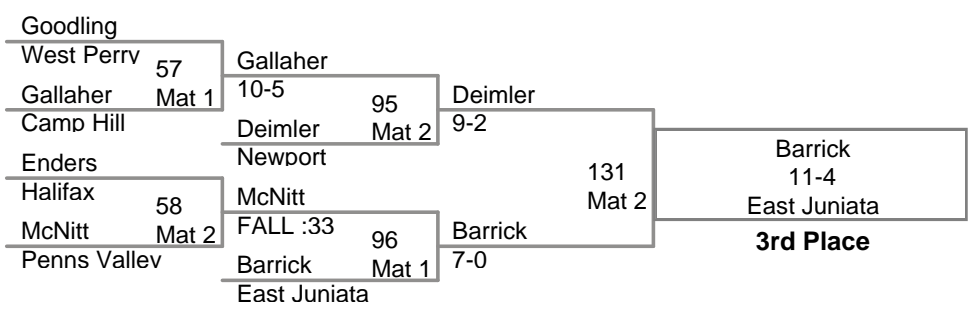 Goodling
West Perry
57
Mat 1
Gallaher
Camp Hill
Enders
Halifax
58
Mat 2
McNitt
Penns Valley
Gallaher
10-5
95
Mat 2
Deimler
Newport
McNitt
FALL :33
96
Mat 1
Barrick
East Juniata
Deimler
9-2
131
Mat 2
Barrick
7-0
Barrick
11-4
East Juniata
3rd Place